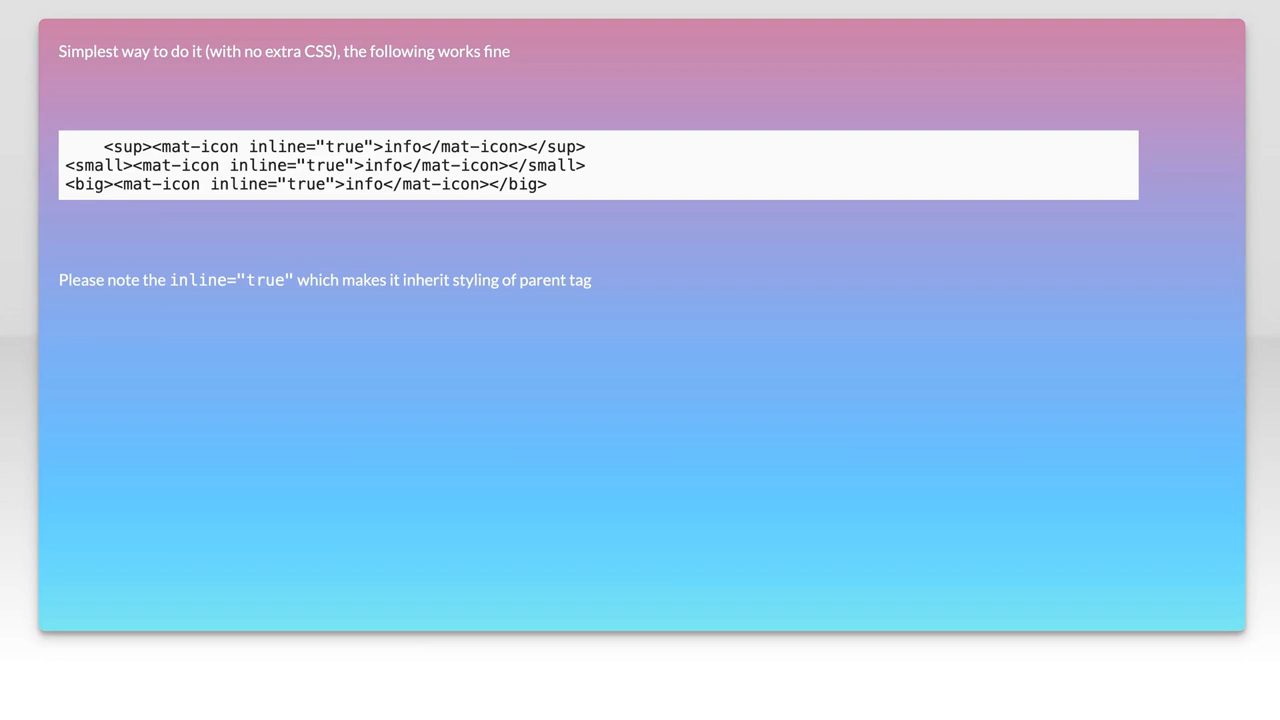 Simplest way to do it (with no extra CSS), the following works fine
    <sup><mat-icon inline="true">info</mat-icon></sup>
<small><mat-icon inline="true">info</mat-icon></small>
<big><mat-icon inline="true">info</mat-icon></big>
Please note the inline="true" which makes it inherit styling of parent tag